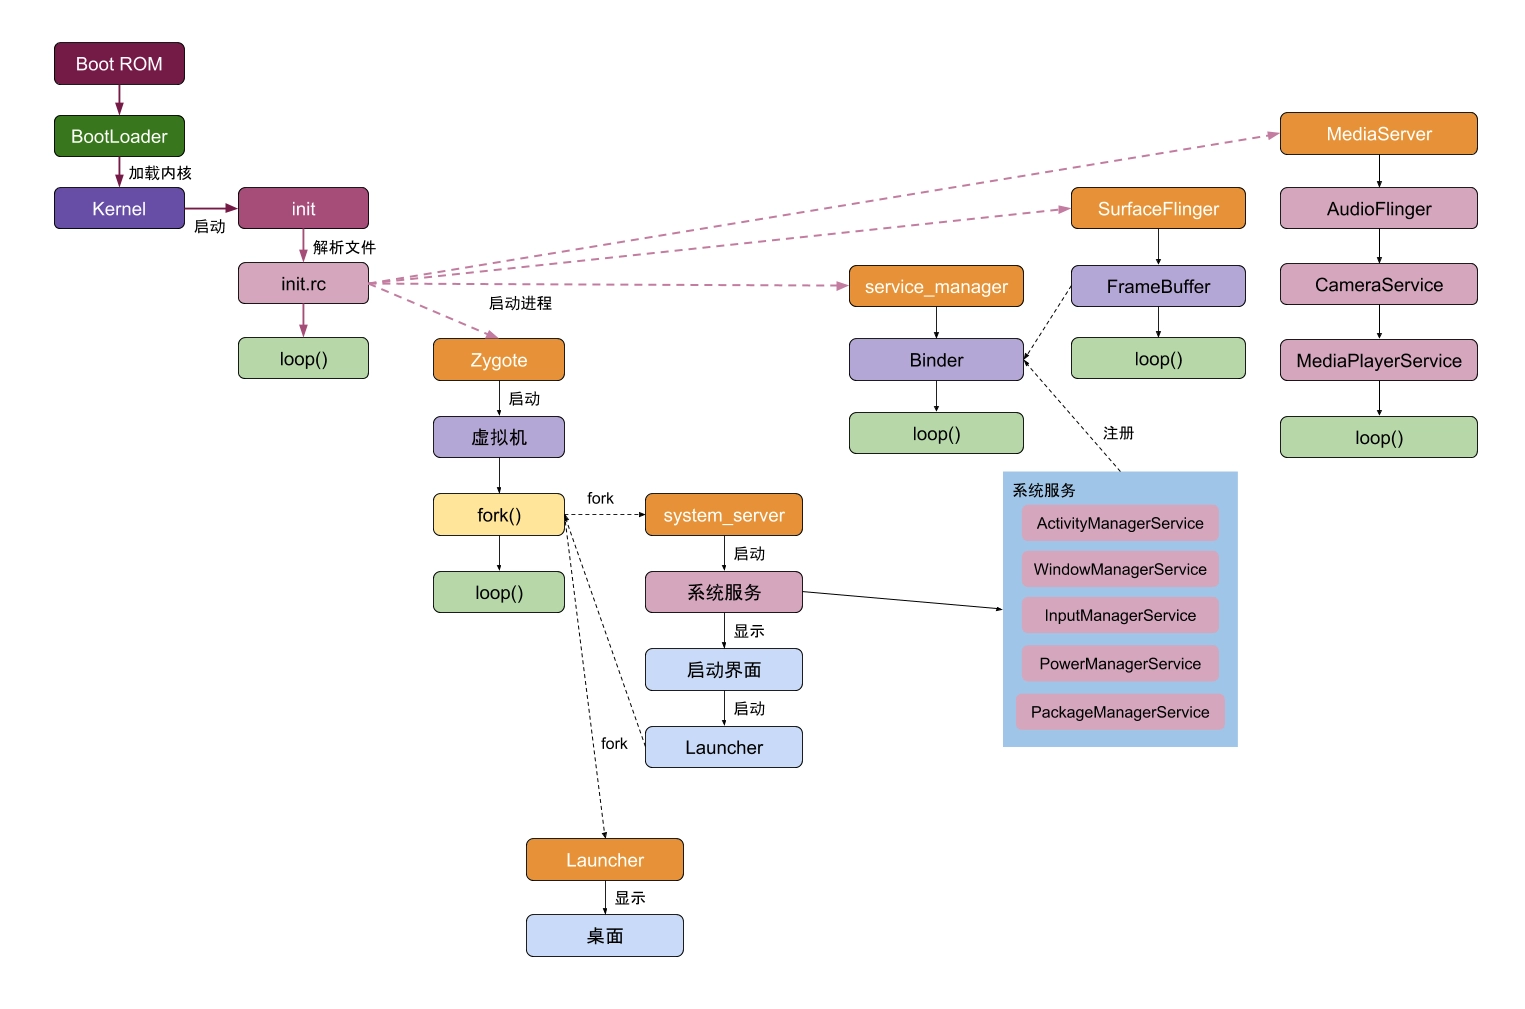 Boot ROM
BootLoader
加载内核
Kernel
启动
init
解析文件
init.rc
loop()
启动进程
Zygote
启动
虚拟机
fork()
loop()
fork
system_server
启动
系统服务
显示
启动界面
启动
Launcher
fork
Launcher
显示
桌面
service_manager
Binder
loop()
SurfaceFlinger
FrameBuffer
loop()
注册
系统服务
ActivityManagerService
WindowManagerService
InputManagerService
PowerManagerService
PackageManagerService
MediaServer
AudioFlinger
CameraService
MediaPlayerService
loop()